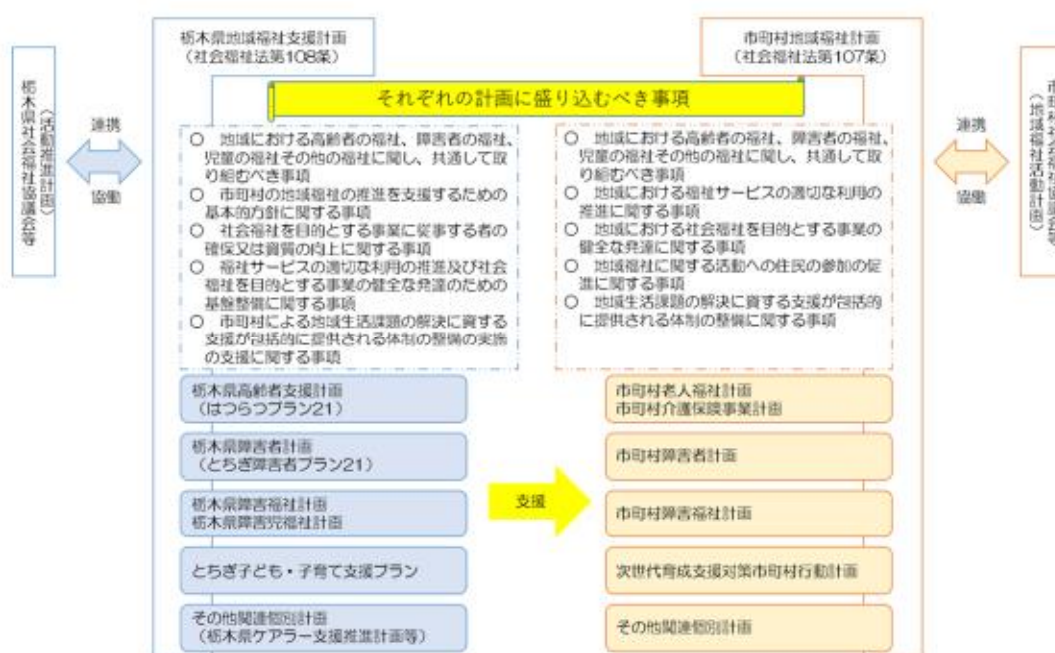 栃木県地域福祉支援計画
（社会福祉法第108条）
市町村地域福祉計画
（社会福祉法第107条）
それぞれの計画に盛り込むべき事項
栃木県社会福祉協議会等
（活動推進計画）
連携
協働
○ 地域における高齢者の福祉、障害者の福祉、
児童の福祉その他の福祉に関し、共通して取
り組むべき事項
○ 市町村の地域福祉の推進を支援するための
基本的方針に関する事項
○ 社会福祉を目的とする事業に従事する者の
確保又は資質の向上に関する事項
○ 福祉サービスの適切な利用の推進及び社会
福祉を目的とする事業の健全な発達のための
基盤整備に関する事項
○ 市町村による地域生活課題の解決に資する
支援が包括的に提供される体制の整備の実施
の支援に関する事項
○ 地域における高齢者の福祉、障害者の福祉、
児童の福祉その他の福祉に関し、共通して取
り組むべき事項
○ 地域における福祉サービスの適切な利用の
推進に関する事項
○ 地域における社会福祉を目的とする事業の
健全な発達に関する事項
○ 地域福祉に関する活動への住民の参加の促
進に関する事項
○ 地域生活課題の解決に資する支援が包括的
に提供される体制の整備に関する事項
連携
協働
市町村社会福祉協議会等
（地域福祉活動計画）
栃木県高齢者支援計画
（はつらつプラン21）
栃木県障害者計画
（とちぎ障害者プラン21）
栃木県障害福祉計画
栃木県障害児福祉計画
とちぎ子ども・子育て支援プラン
その他関連個別計画
（栃木県ケアラー支援推進計画等）
支援
市町村老人福祉計画
市町村介護保険事業計画
市町村障害者計画
市町村障害福祉計画
次世代育成支援対策市町村行動計画
その他関連個別計画